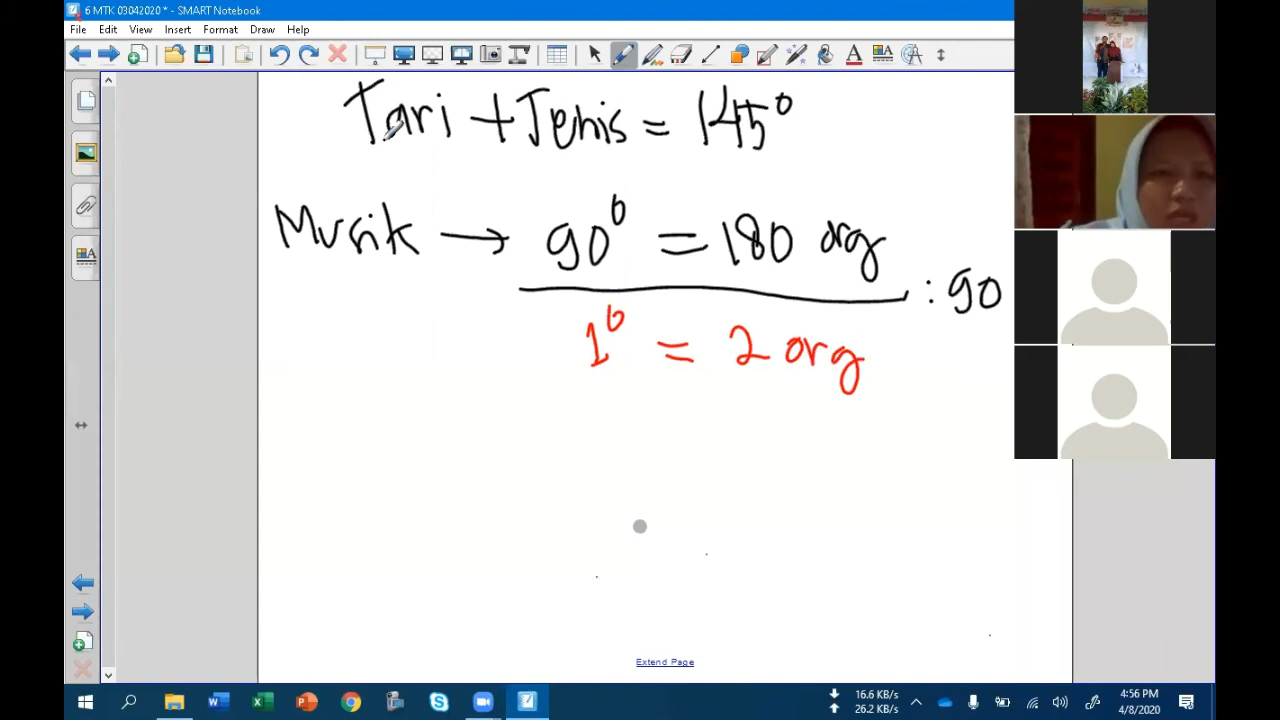 6 MTK 03042020 * - SMART Notebook
File Edit View Insert Format Draw Help
Tari + Jenis = 145°
Musik → 90° = 180 org
: 90
1° = 2 org
Extend Page
16.6 KB/s
26.2 KB/s
4:56 PM
4/8/2020